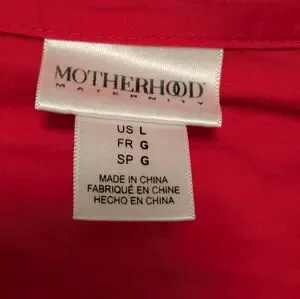 MOTHERHOOD
MATERNITY
US L
FR G
SP G
MADE IN CHINA
FABRIQUÉ EN CHINE
HECHO EN CHINA